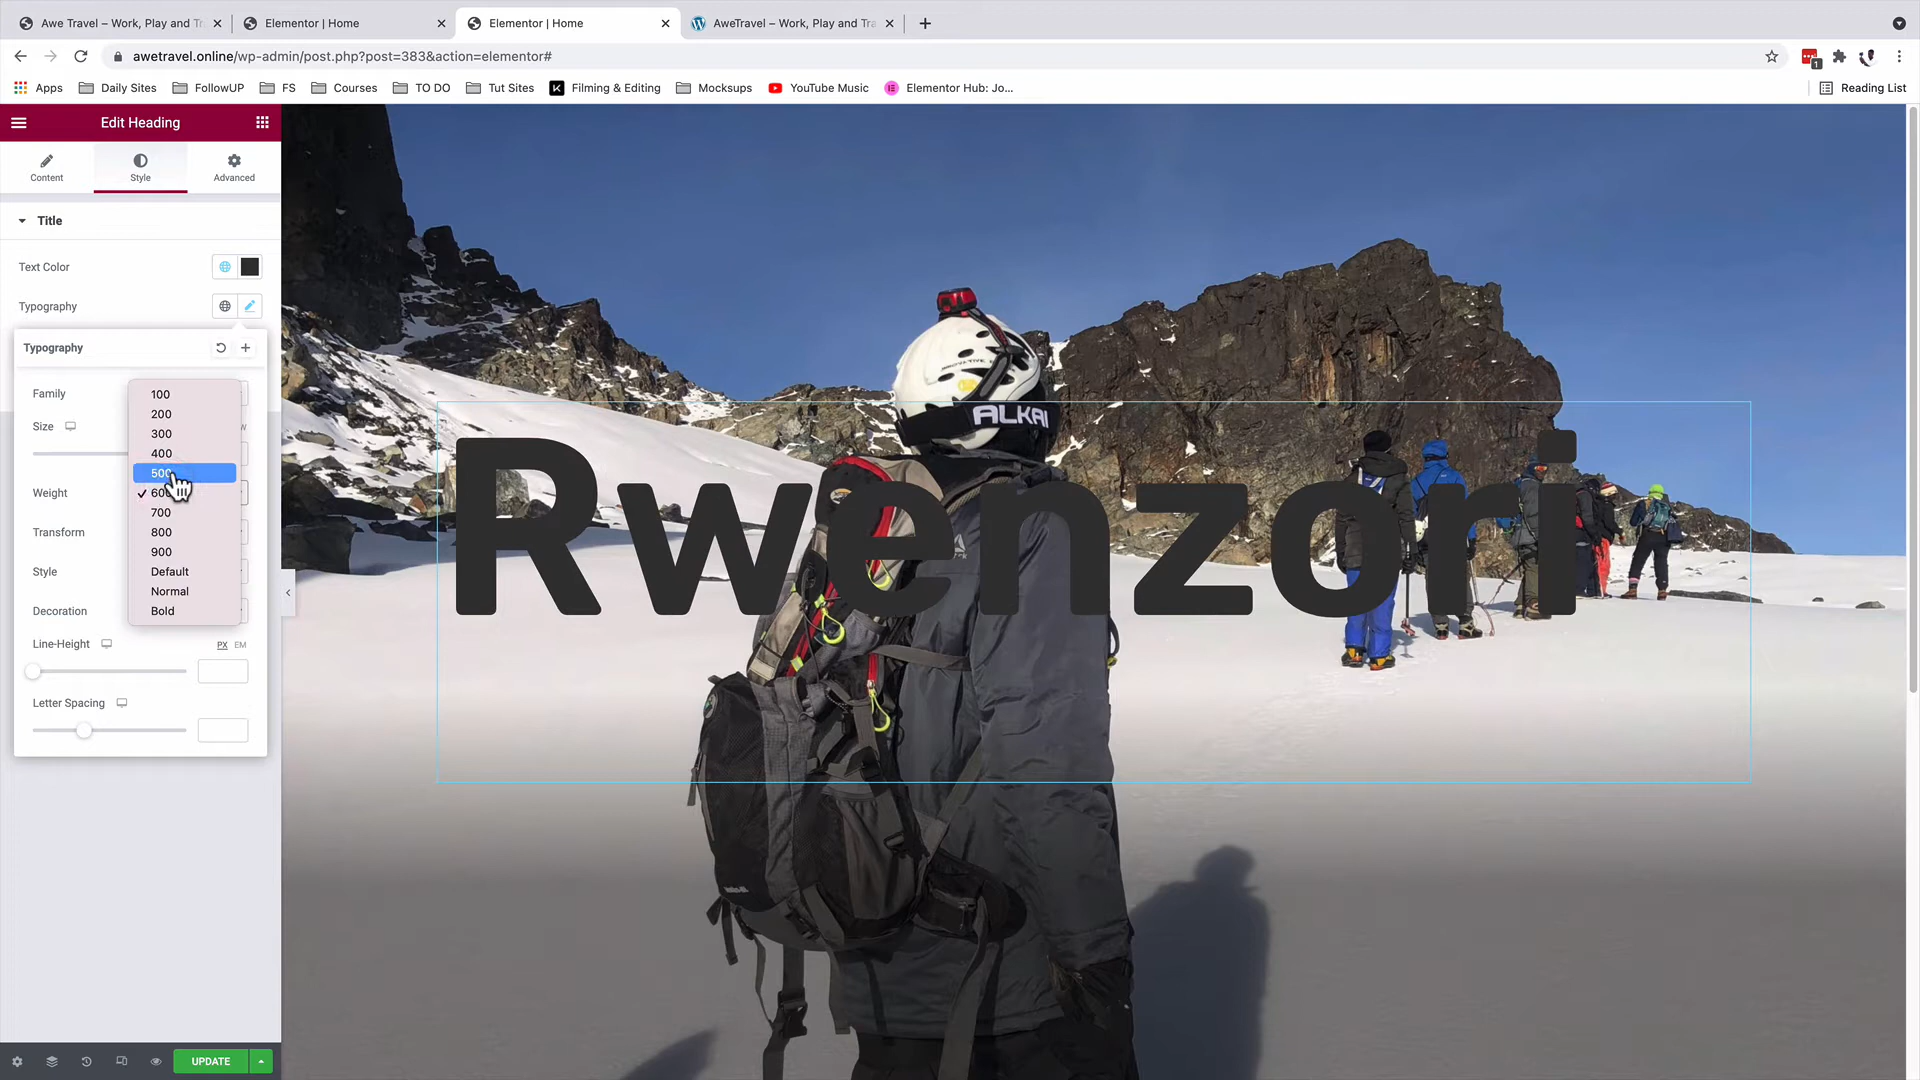 Awe Travel – Work, Play and Tr
Elementor | Home
Elementor | Home
AweTravel – Work, Play and Tra
awetravel.online/wp-admin/post.php?post=383&action=elementor#
1
Apps
Daily Sites
FollowUP
FS
Courses
TO DO
Tut Sites
Filming & Editing
Mocksups
YouTube Music
Elementor Hub: Jo...
Reading List
Edit Heading
Content
Style
Advanced
Title
Text Color
Typography
Typography
Family
Size
Weight
Transform
Style
Decoration
100
200
300
400
500
600
700
800
900
Default
Normal
Bold
Line-Height
PX EM
Letter Spacing
UPDATE
ALKAI
Rwenzori